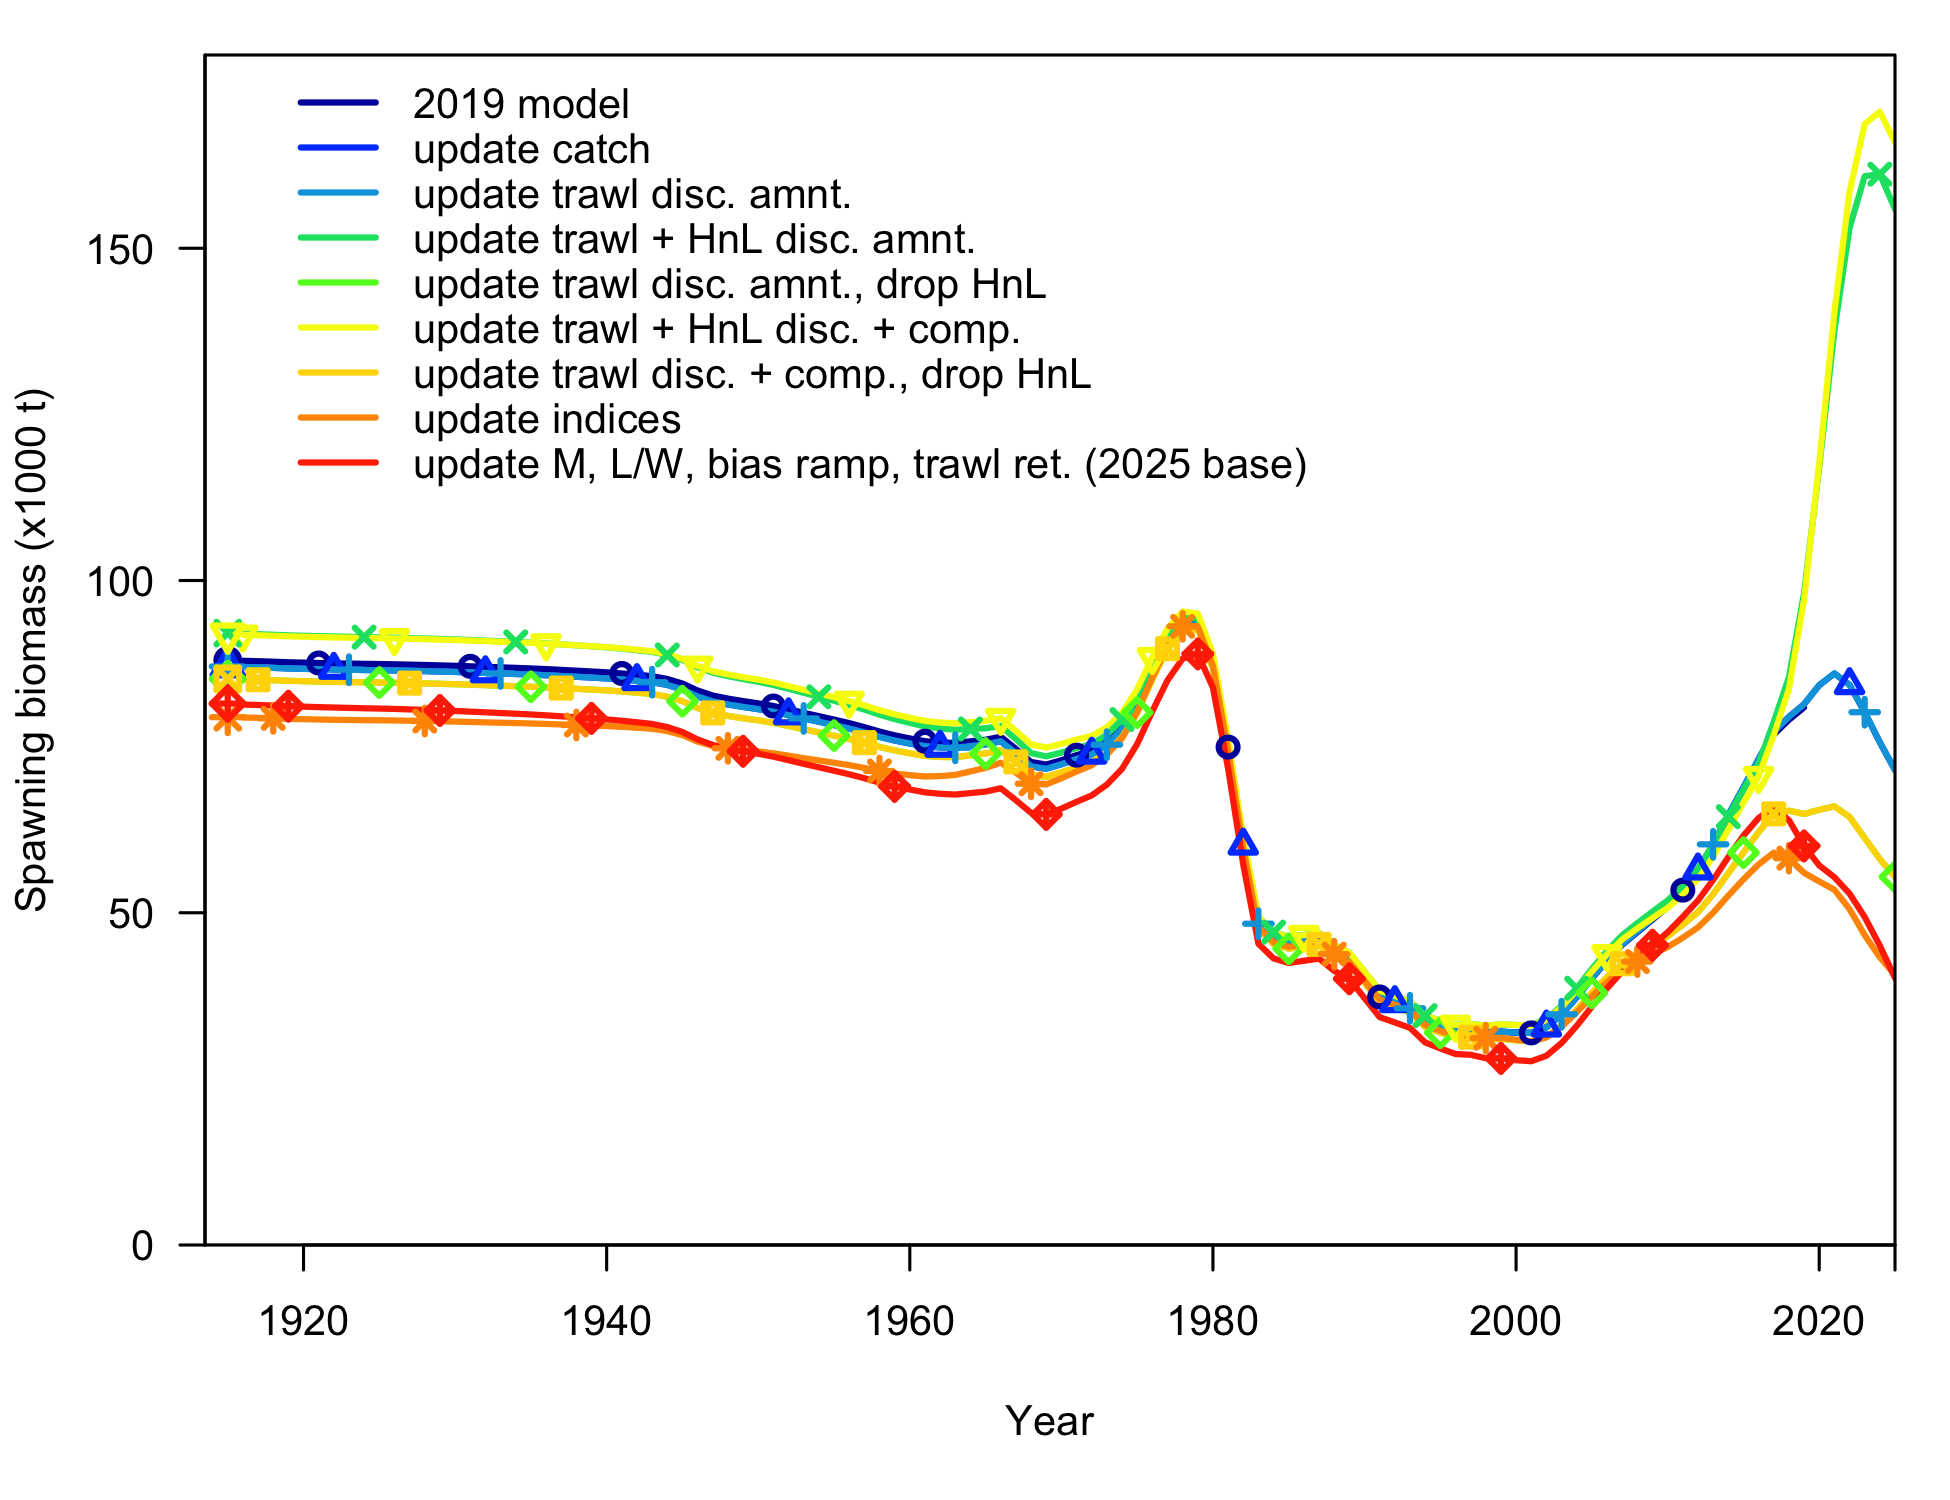 2019 model
update catch
update trawl disc. amnt.
update trawl + HnL disc. amnt.
update trawl disc. amnt., drop HnL
update trawl + HnL disc. + comp.
update trawl disc. + comp., drop HnL
update indices
update M, L/W, bias ramp, trawl ret. (2025 base)
Spawning biomass (x1000 t)
150
100
50
0
1920 1940 1960 1980 2000 2020
Year